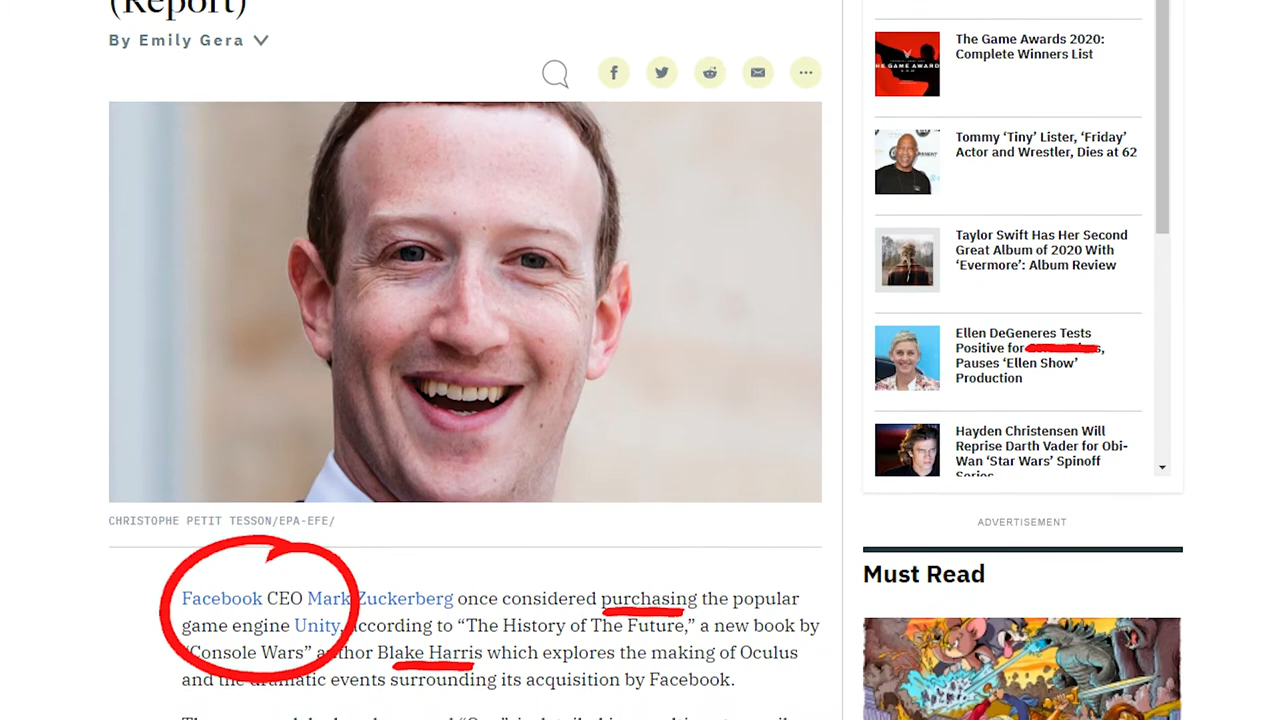 (Report)
By Emily Gera
CHRISTOPHE PETIT TESSON/EPA-EFE/
Facebook CEO Mark Zuckerberg once considered purchasing the popular
game engine Unity, according to “The History of The Future,” a new book by
“Console Wars” author Blake Harris which explores the making of Oculus
and the dramatic events surrounding its acquisition by Facebook.
The Game Awards 2020:
Complete Winners List
THE GAME AWARDS
Tommy ‘Tiny’ Lister, ‘Friday’
Actor and Wrestler, Dies at 62
Taylor Swift Has Her Second
Great Album of 2020 With
‘Evermore’: Album Review
Ellen DeGeneres Tests
Positive for
Pauses ‘Ellen Show’
Production
Hayden Christensen Will
Reprise Darth Vader for Obi-
Wan ‘Star Wars’ Spinoff
Series
ADVERTISEMENT
Must Read